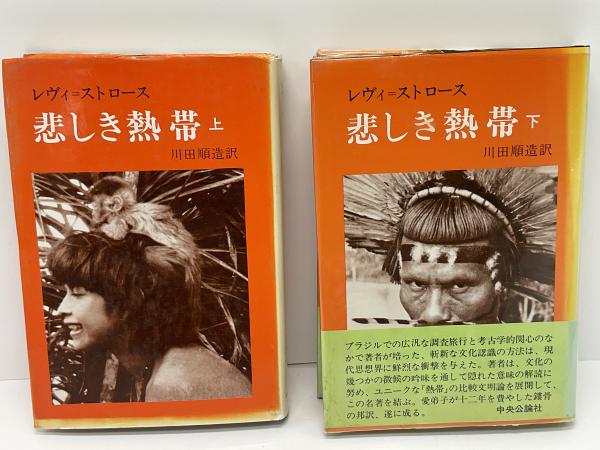 レヴィ=ストロース
悲しき熱帯 上
川田順造訳
レヴィ=ストロース
悲しき熱帯 下
川田順造訳
ブラジルでの広汎な調査旅行と考古学的関心のな
かで著者が培った、斬新な文化認識の方法は、現
代思想界に鮮烈な衝撃を与えた。著者は、文化の
幾つかの徴候の吟味を通して隠れた意味の解読に
努め、ユニークな「熱帯」の比較文明論を展開して、
この名著を結ぶ。愛弟子が十二年を費やした鏤骨
の邦訳、遂に成る。 中央公論社